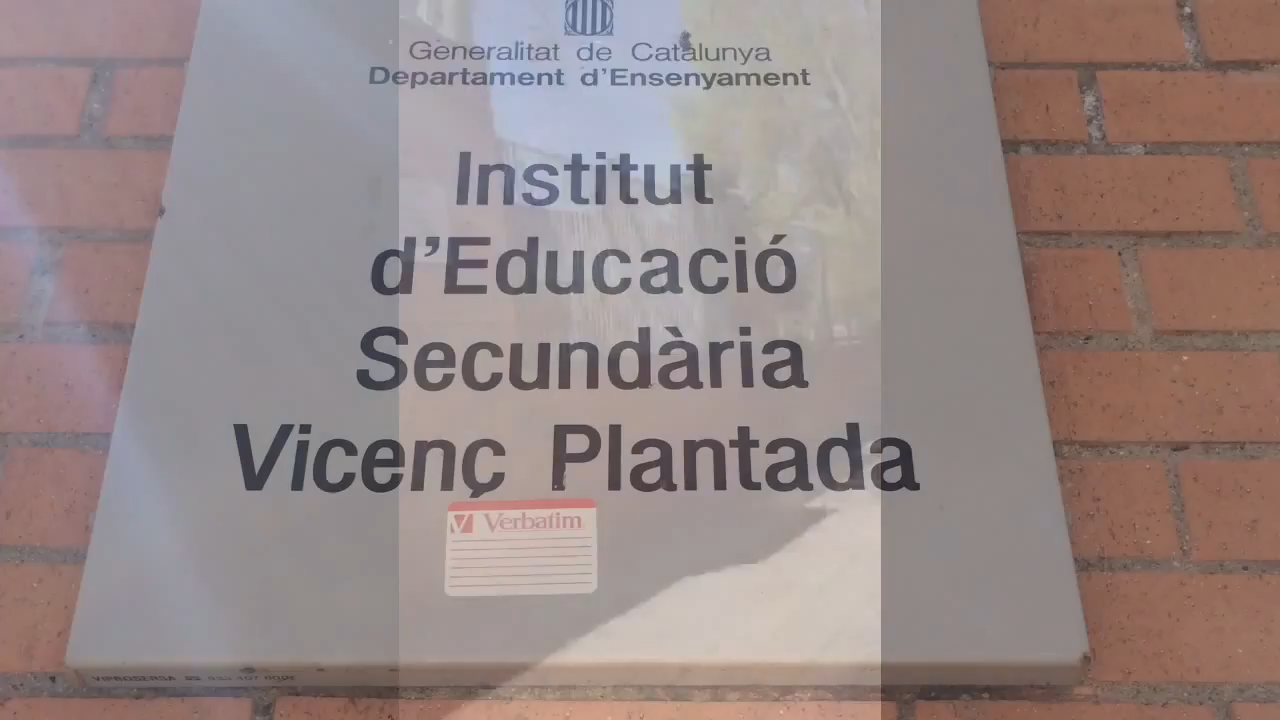 Generalitat de Catalunya
Departament d'Ensenyament
Institut
d'Educació
Secundària
Vicenç Plantada
Verbatim